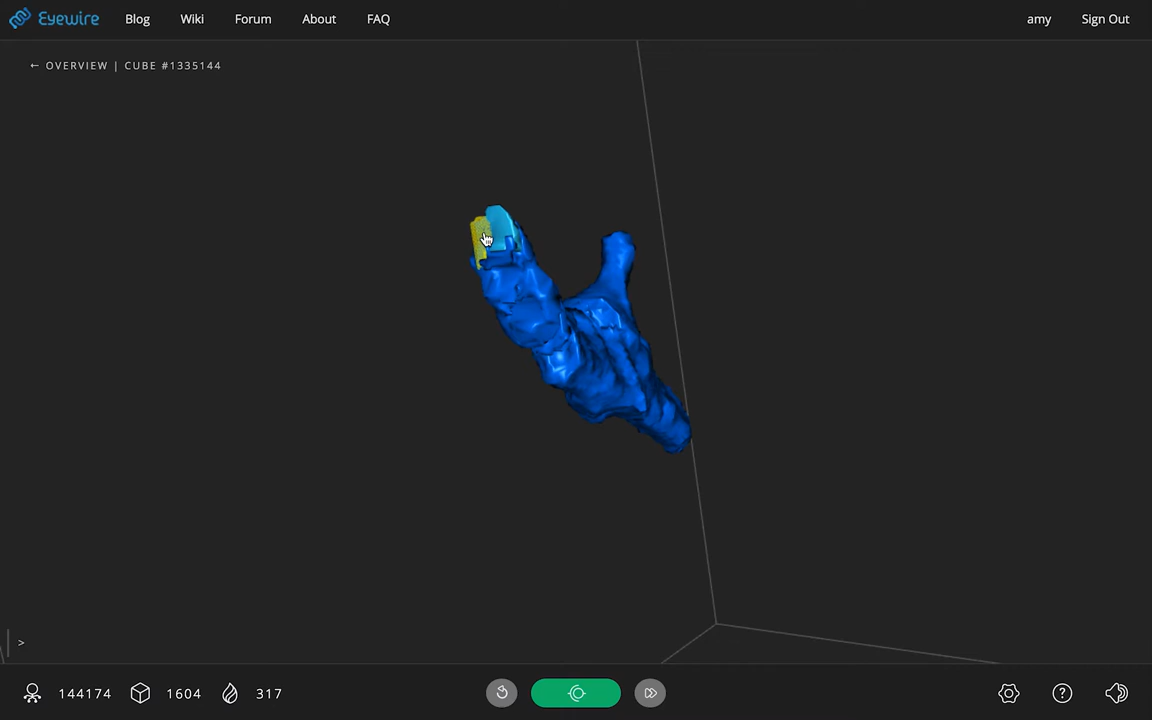 Eyewire Blog Wiki Forum About FAQ amy Sign Out
← OVERVIEW | CUBE #1335144
>
144174 1604 317